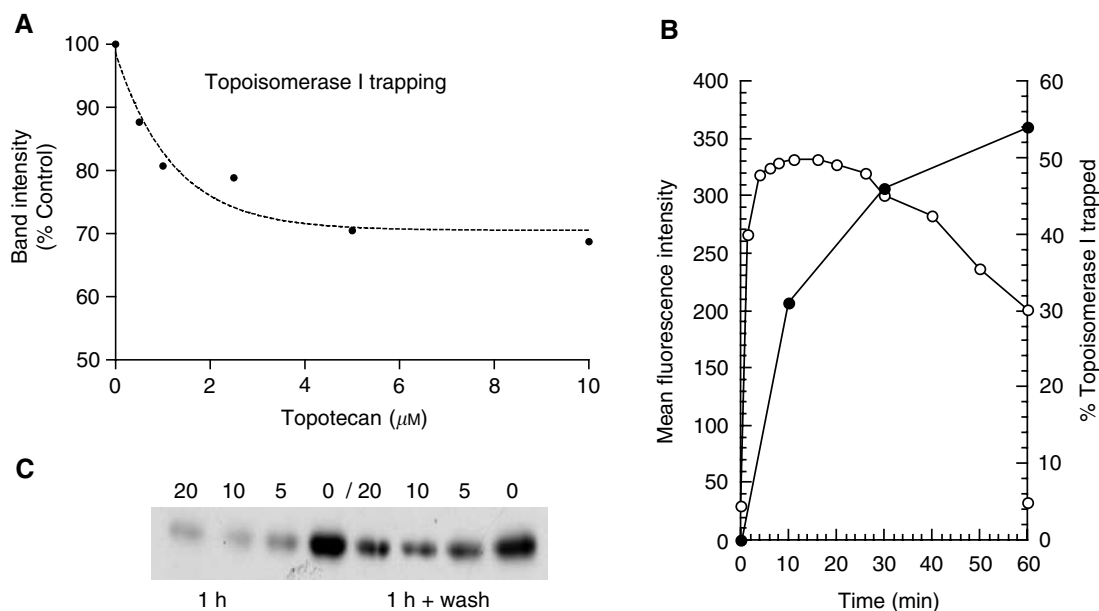 A
Topoisomerase I trapping
Band intensity
(% Control)
100
90
80
70
60
50
0 2 4 6 8 10
Topotecan (μM)
B
Mean fluorescence intensity
400
350
300
250
200
150
100
50
0
60
50
40
30
20
10
0
% Topoisomerase I trapped
0 10 20 30 40 50 60
Time (min)
C
20 10 5 0 / 20 10 5 0
1 h 1 h + wash